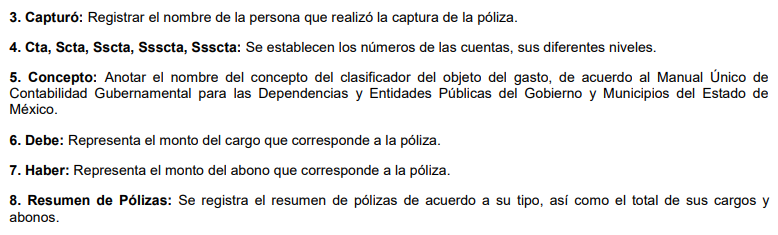 3. Capturó: Registrar el nombre de la persona que realizó la captura de la póliza.
4. Cta, Scta, Sscta, Ssscta, Ssscta: Se establecen los números de las cuentas, sus diferentes niveles.
5. Concepto: Anotar el nombre del concepto del clasificador del objeto del gasto, de acuerdo al Manual Único de
Contabilidad Gubernamental para las Dependencias y Entidades Públicas del Gobierno y Municipios del Estado de
México.
6. Debe: Representa el monto del cargo que corresponde a la póliza.
7. Haber: Representa el monto del abono que corresponde a la póliza.
8. Resumen de Pólizas: Se registra el resumen de pólizas de acuerdo a su tipo, así como el total de sus cargos y
abonos.